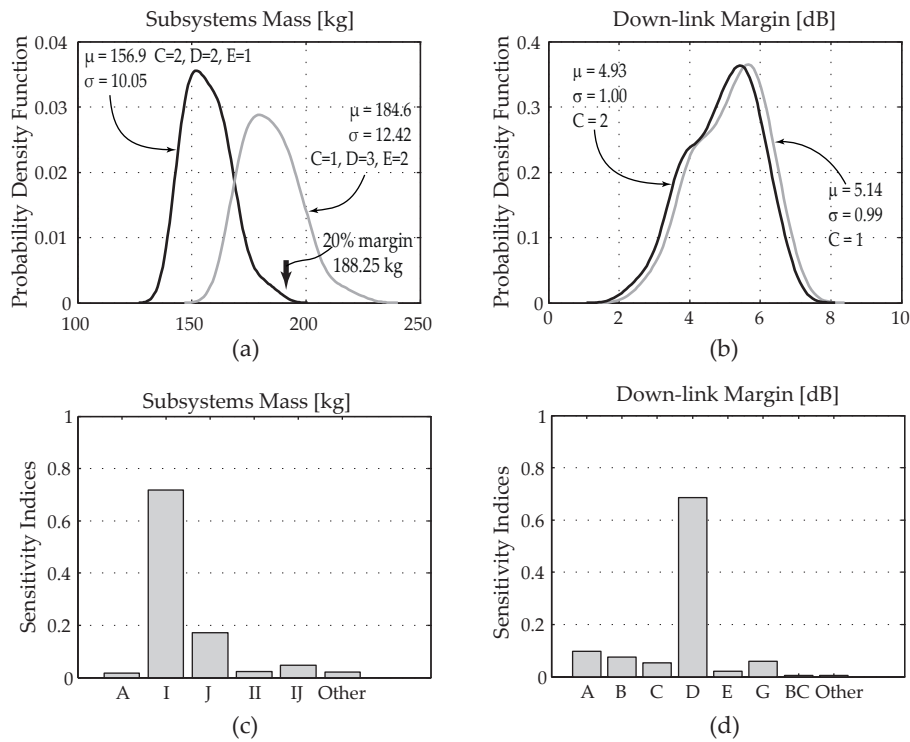 Subsystems Mass [kg]
Probability Density Function
0.04
0.03
0.02
0.01
0
μ = 156.9 C=2, D=2, E=1
σ = 10.05
μ = 184.6
σ = 12.42
C=1, D=3, E=2
20% margin
188.25 kg
100
150
200
250
(a)
Down-link Margin [dB]
Probability Density Function
0.4
0.3
0.2
0.1
0
μ = 4.93
σ = 1.00
C = 2
μ = 5.14
σ = 0.99
C = 1
0
2
4
6
8
10
(b)
Subsystems Mass [kg]
Sensitivity Indices
1
0.8
0.6
0.4
0.2
0
A I J II IJ Other
(c)
Down-link Margin [dB]
Sensitivity Indices
1
0.8
0.6
0.4
0.2
0
A B C D E G BC Other
(d)